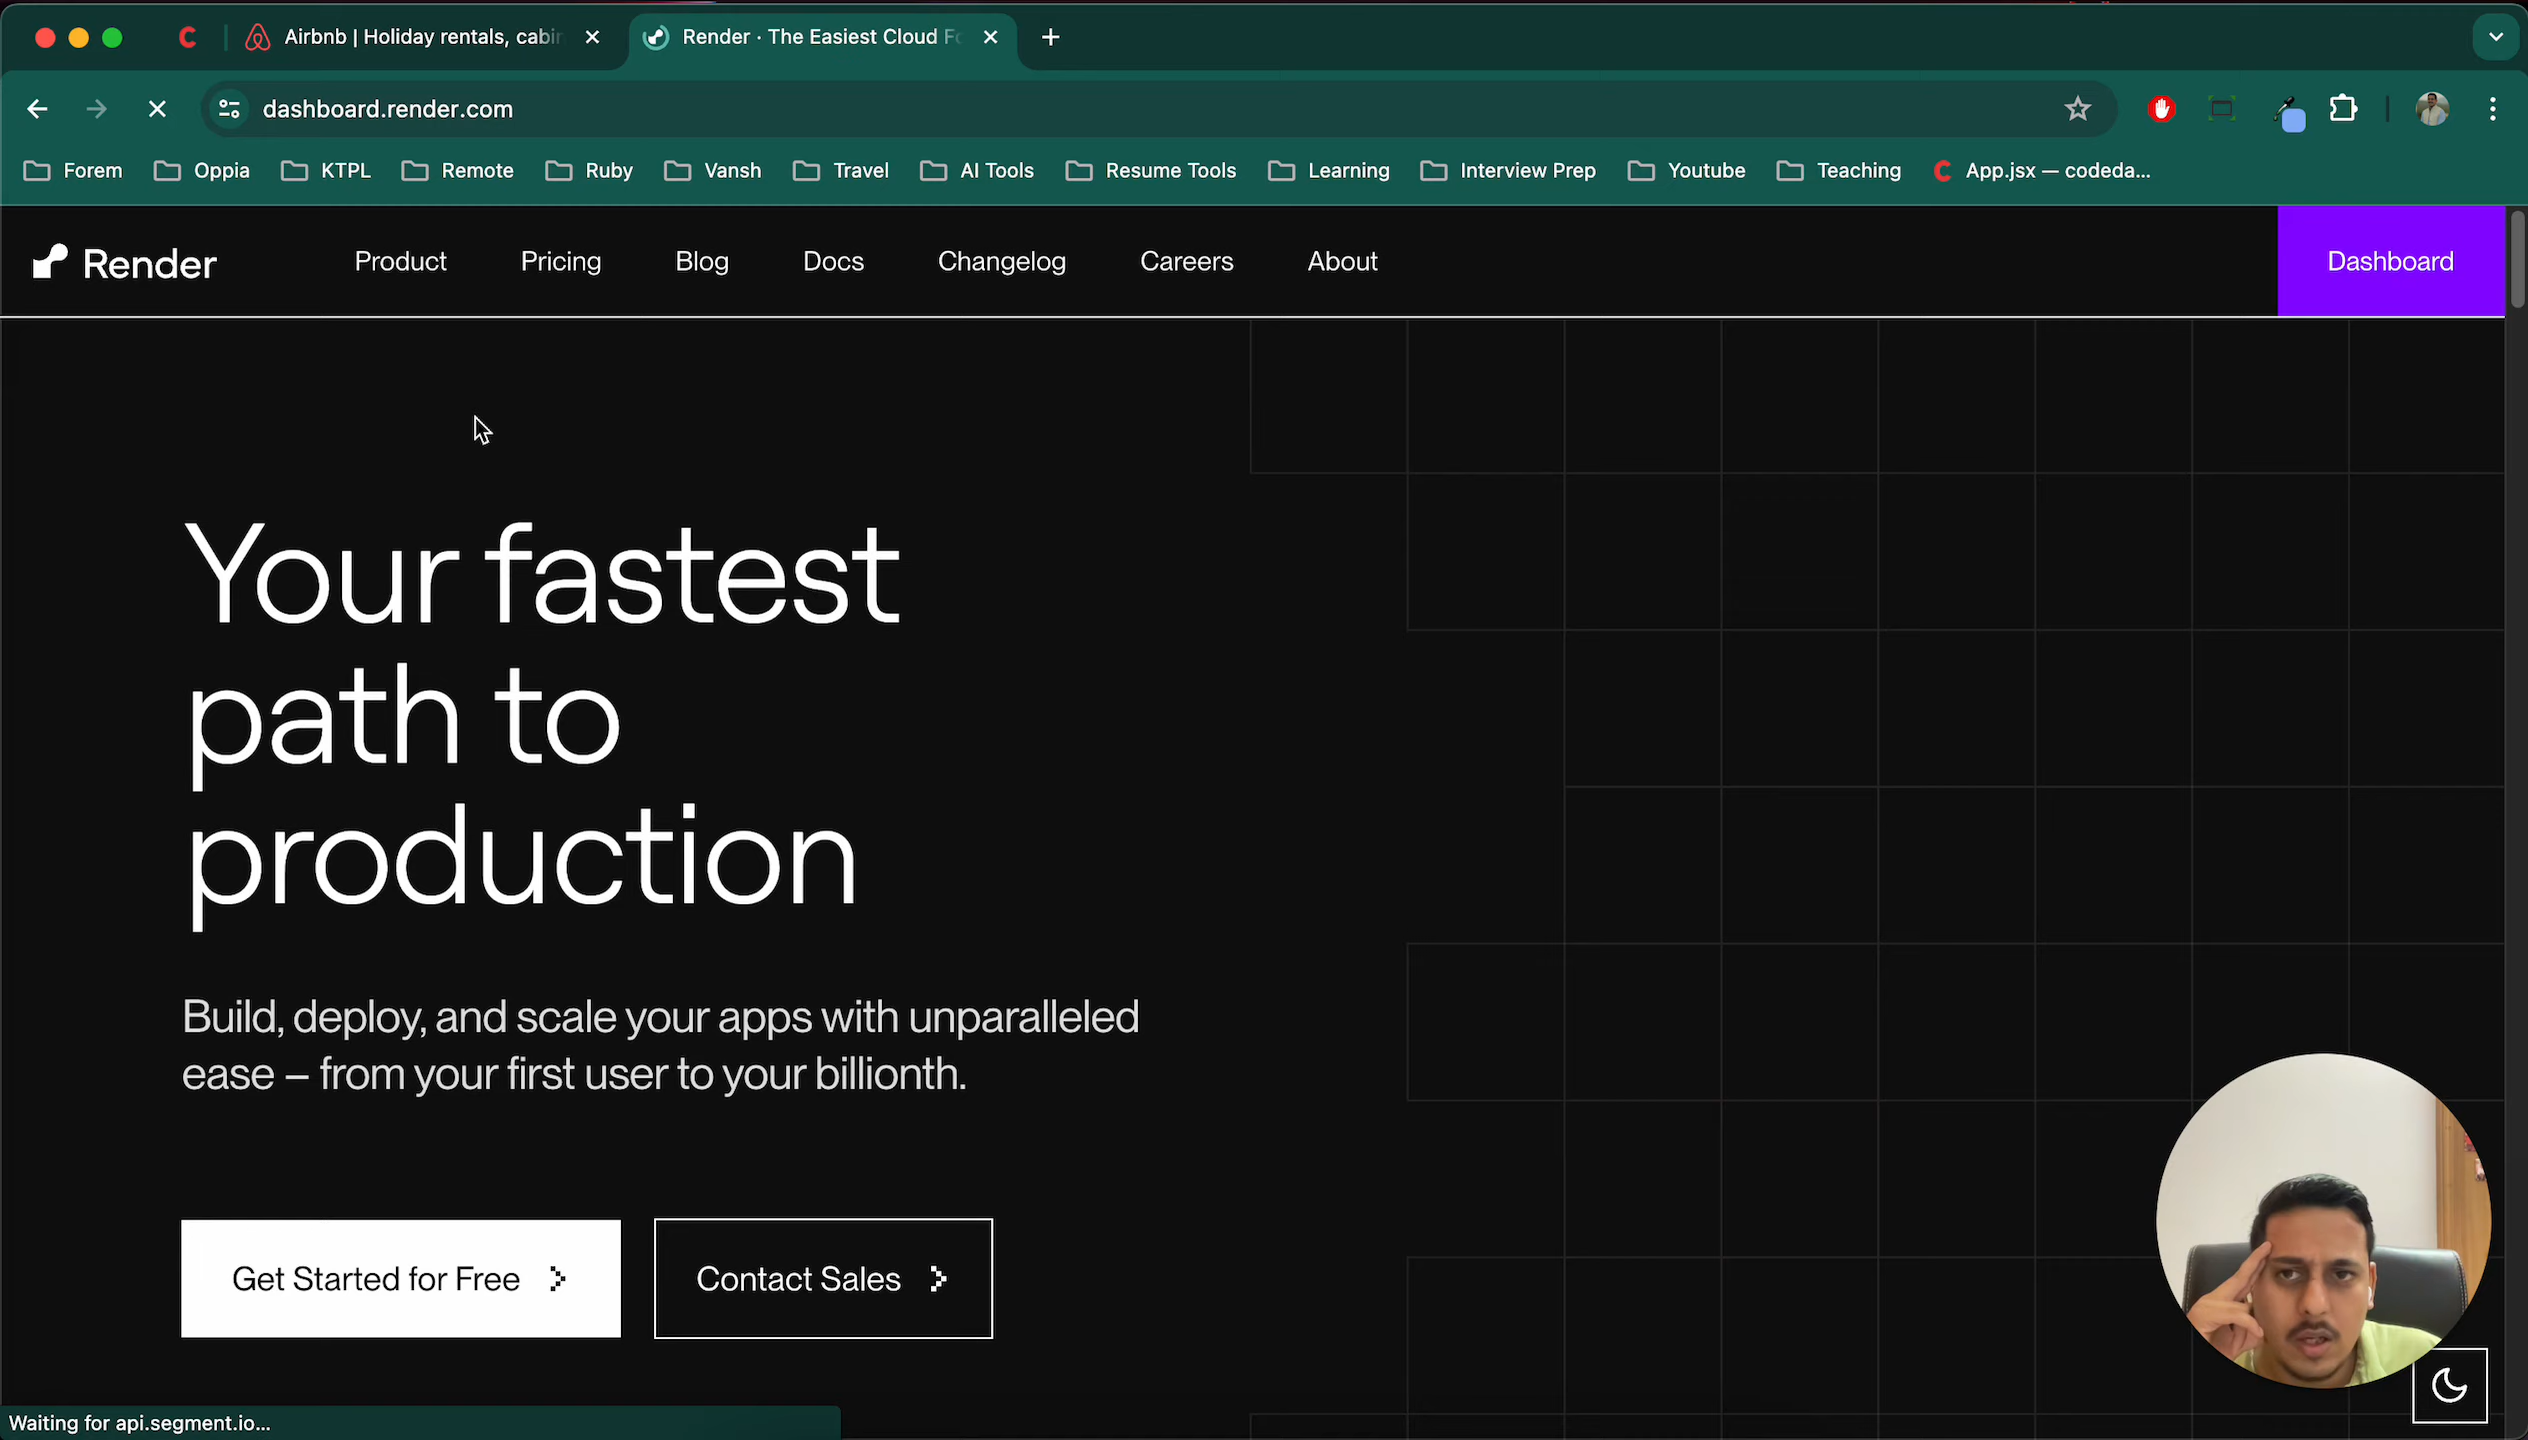 Airbnb | Holiday rentals, cabin
Render · The Easiest Cloud Fo
dashboard.render.com
Forem
Oppia
KTPL
Remote
Ruby
Vansh
Travel
AI Tools
Resume Tools
Learning
Interview Prep
Youtube
Teaching
App.jsx — codeda...
Render
Product
Pricing
Blog
Docs
Changelog
Careers
About
Dashboard
Your fastest
path to
production
Build, deploy, and scale your apps with unparalleled
ease – from your first user to your billionth.
Get Started for Free
Contact Sales
Waiting for api.segment.io...